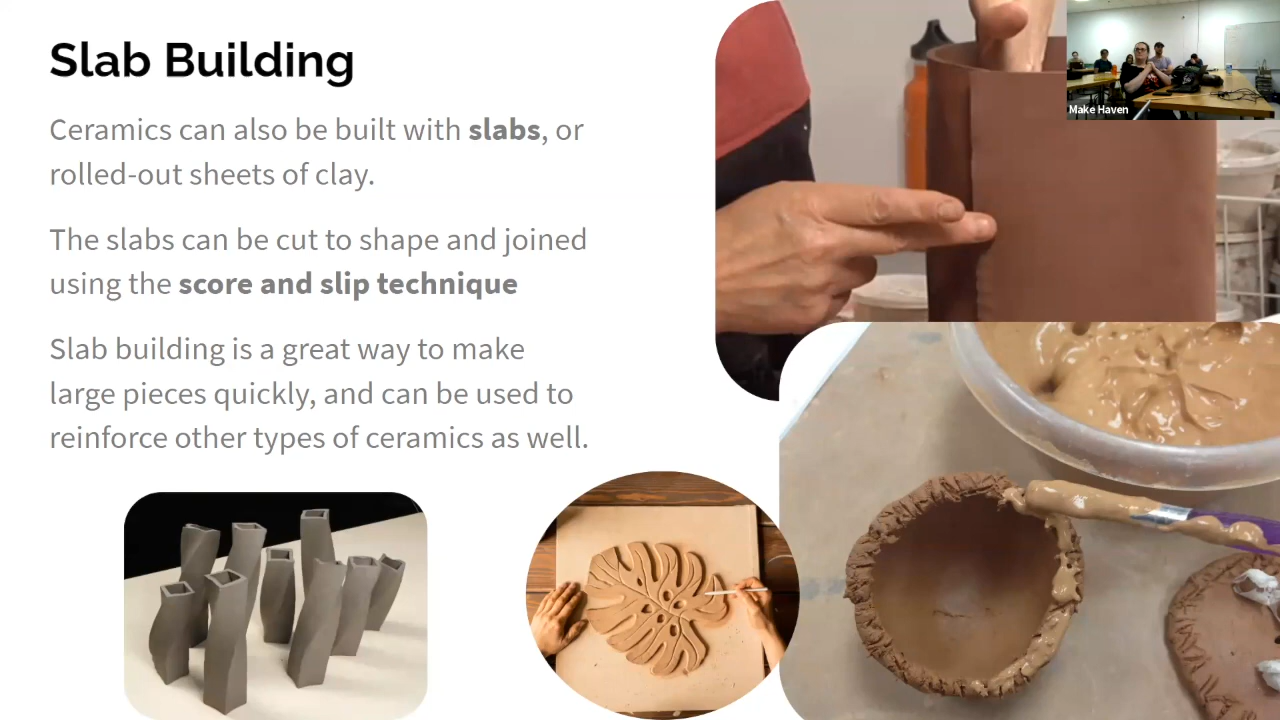 Slab Building
Ceramics can also be built with slabs, or
rolled-out sheets of clay.
The slabs can be cut to shape and joined
using the score and slip technique
Slab building is a great way to make
large pieces quickly, and can be used to
reinforce other types of ceramics as well.
Make Haven